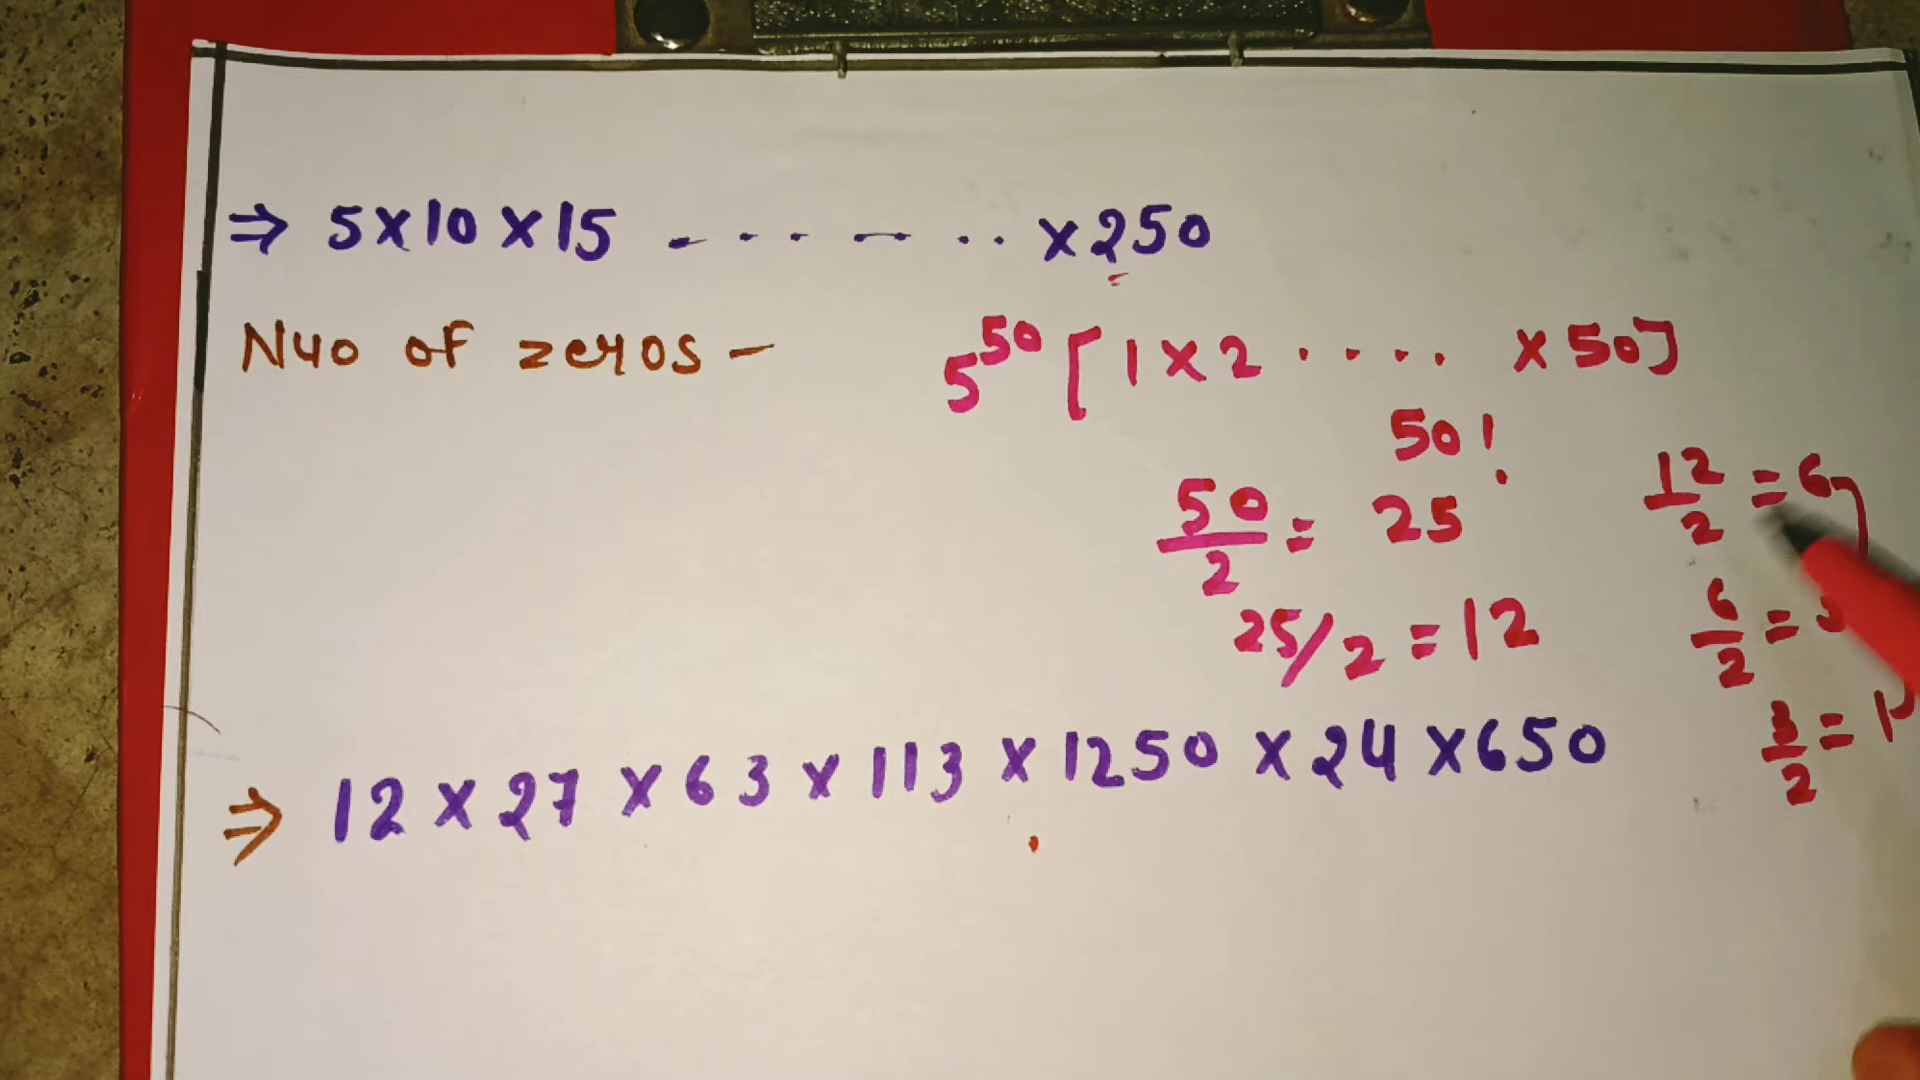 ⇒ 5×10×15 - · · · - · · ×250
Nuo of zeros - 5^50 [1×2 · · · · ×50]
50!
50/2 = 25
12/2 = 6
25/2 = 12
6/2 = 3
3/2 = 1
⇒ 12×27×63×113×1250×24×650